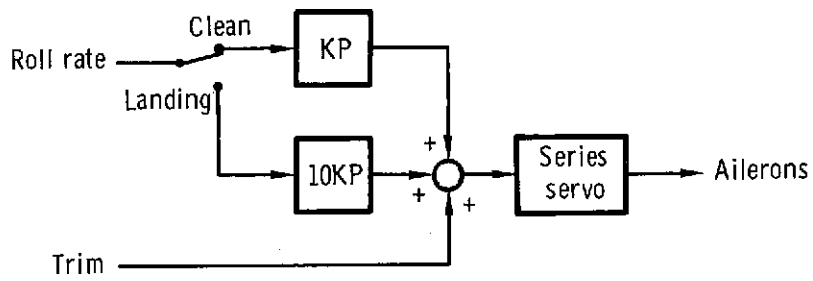 Clean
Roll rate
KP
Landing
+
Series
servo
Ailerons
10KP
+
+
Trim